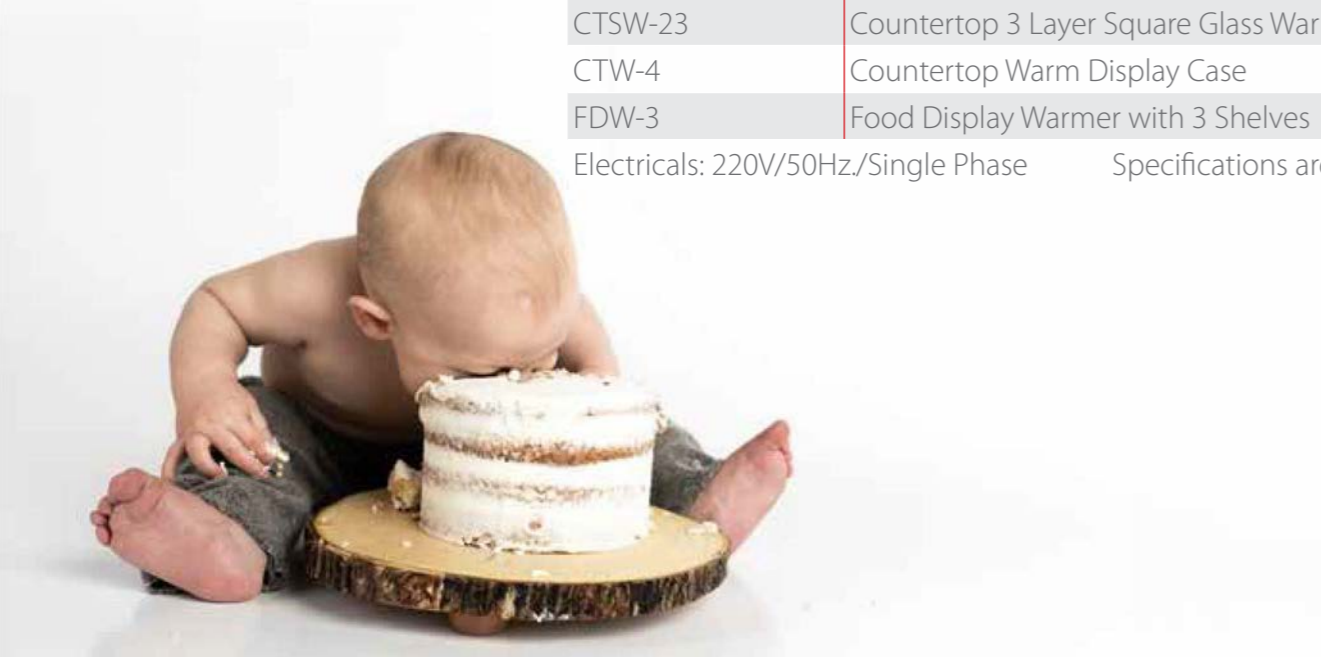 CTSW-23 Countertop 3 Layer Square Glass
CTW-4 Countertop Warm Display Case
FDW-3 Food Display Warmer with 3 Shelves
Electricals: 220V/50Hz./Single Phase Specifications